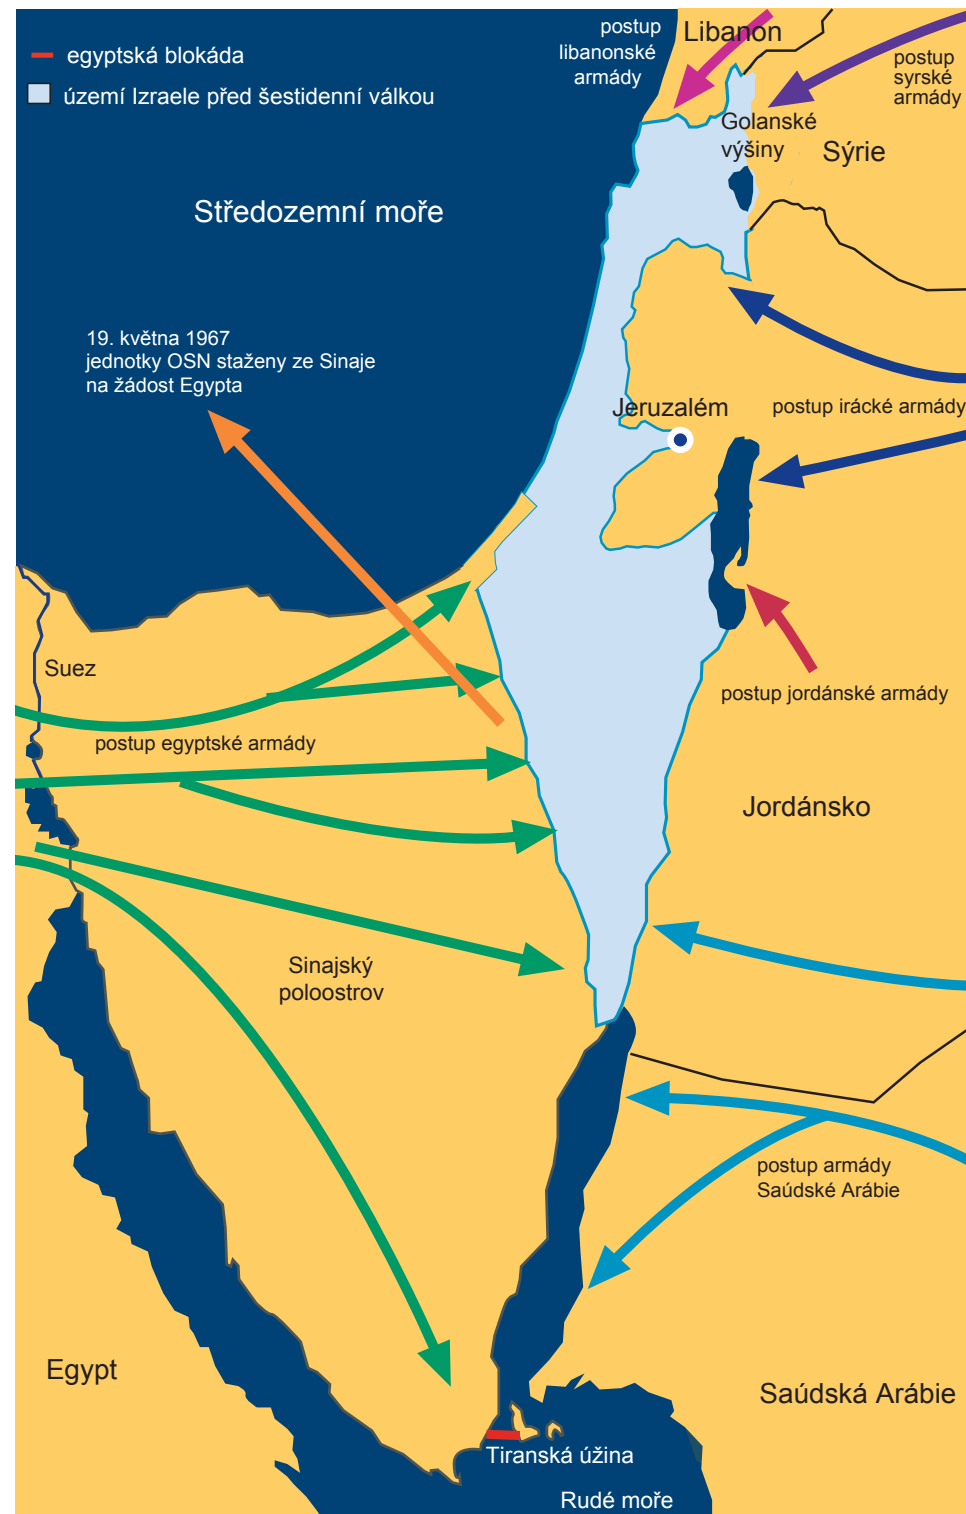 postup
libanonské
armády
Libanon
egyptská blokáda
postup
syrské
armády
území Izraele před šestidenní válkou
Golanské
výšiny
Sýrie
Středozemní moře
19. května 1967
jednotky OSN staženy ze Sinaje
na žádost Egypta
Jeruzalém
postup irácké armády
Suez
postup jordánské armády
postup egyptské armády
Jordánsko
Sinajský
poloostrov
postup armády
Saúdské Arábie
Egypt
Saúdská Arábie
Tiranská úžina
Rudé moře